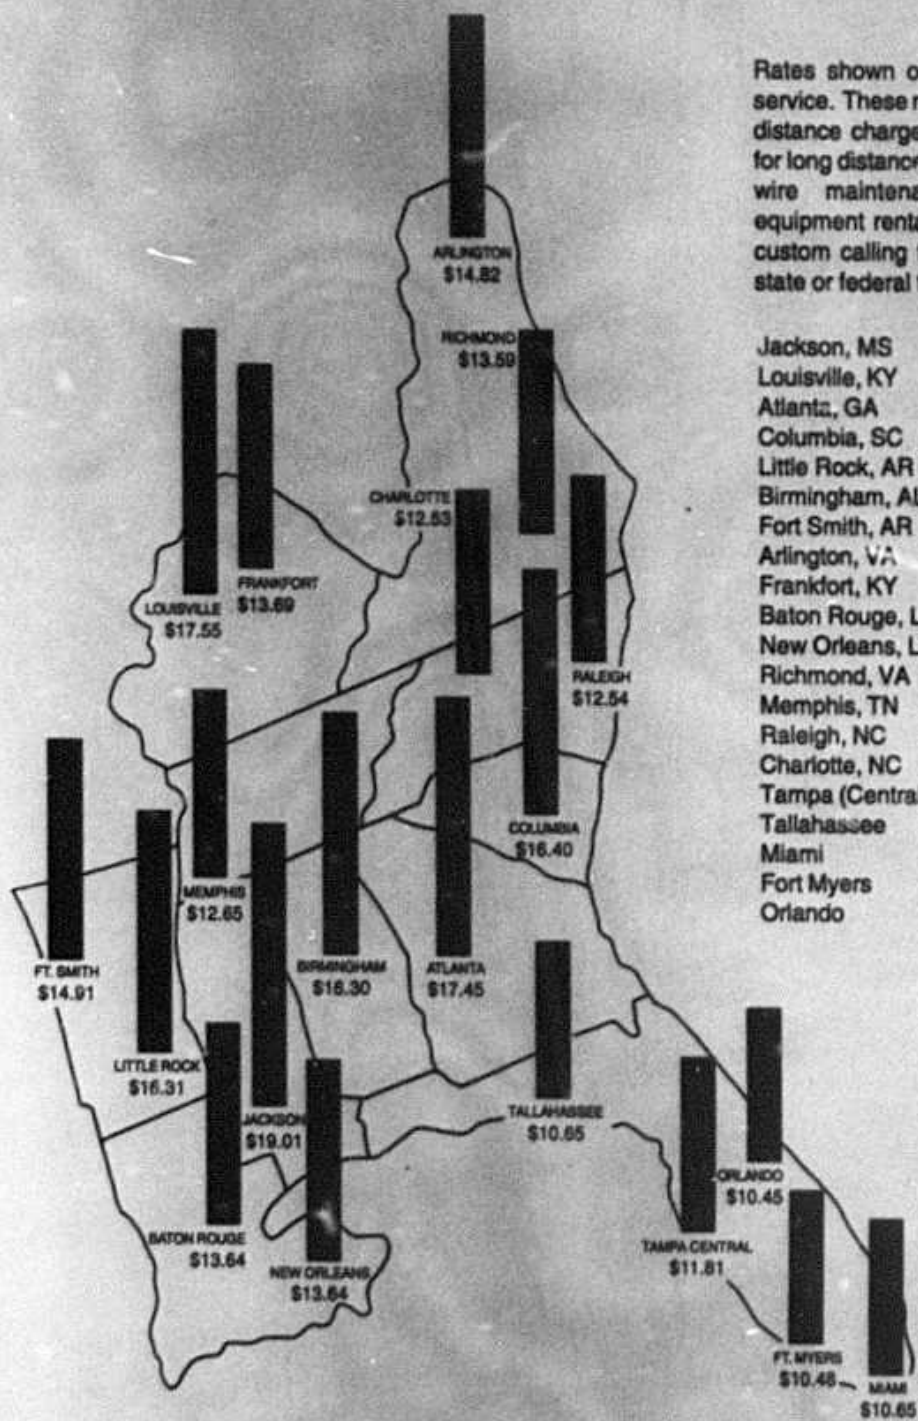 Rates shown o
service. These r
distance charge
for long distance
wire maintena
equipment renta
custom calling
state or federal
Jackson, MS
Louisville, KY
Atlanta, GA
Columbia, SC
Little Rock, AR
Birmingham, AL
Fort Smith, AR
Arlington, VA
Frankfort, KY
Baton Rouge, L
New Orleans, L
Richmond, VA
Memphis, TN
Raleigh, NC
Charlotte, NC
Tampa (Central
Tallahassee
Miami
Fort Myers
Orlando
ARLINGTON
$14.82
RICHMOND
$13.59
CHARLOTTE
$12.53
FRANKFORT
$13.69
LOUISVILLE
$17.55
RALEIGH
$12.54
COLUMBIA
$16.40
MEMPHIS
$12.65
BIRMINGHAM
$16.30
ATLANTA
$17.45
FT. SMITH
$14.91
LITTLE ROCK
$16.31
JACKSON
$19.01
TALLAHASSEE
$10.65
ORLANDO
$10.45
BATON ROUGE
$13.64
NEW ORLEANS
$13.64
TAMPA CENTRAL
$11.81
FT. MYERS
$10.48
MIAMI
$10.65